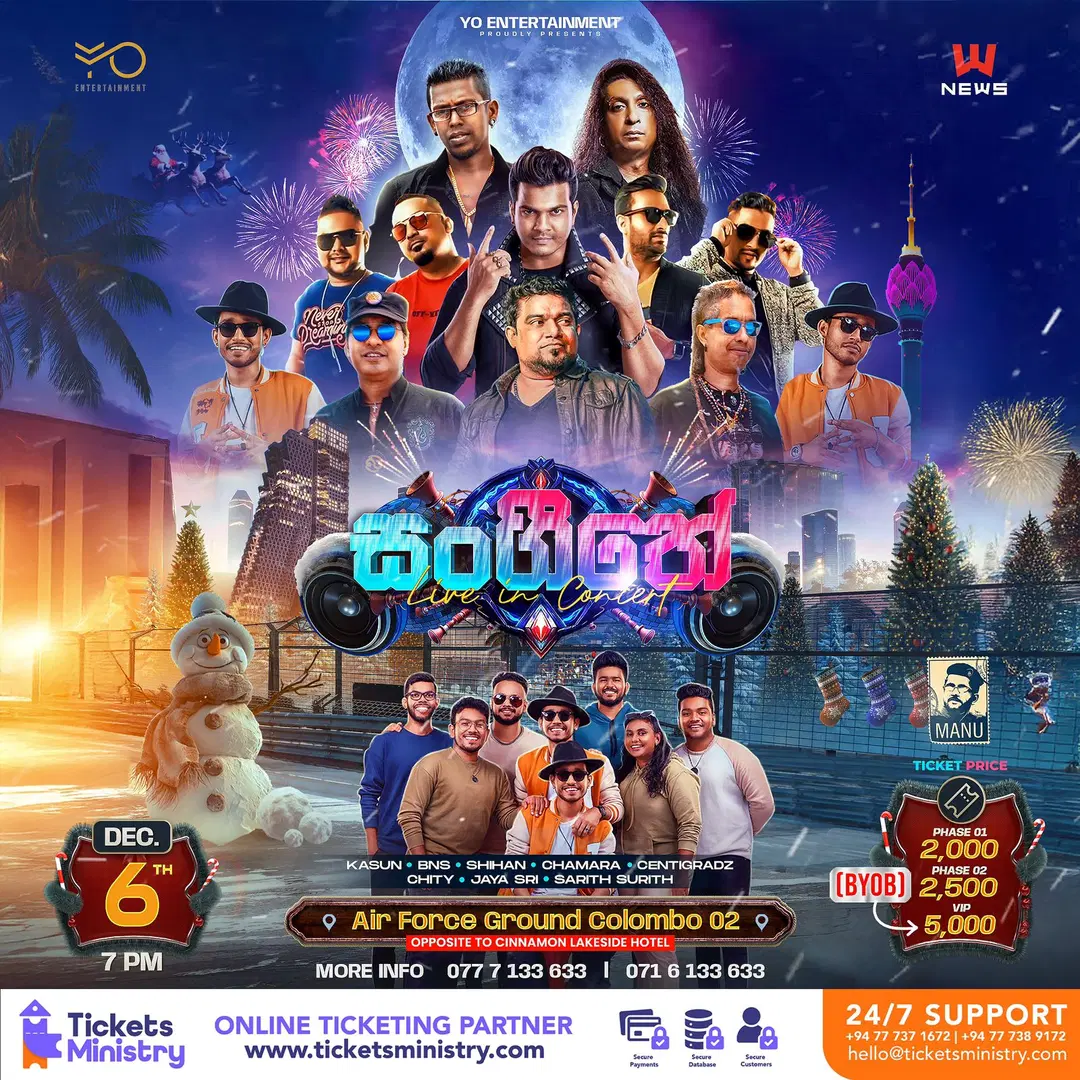 YO ENTERTAINMENT
PROUDLY PRESENTS
YO
ENTERTAINMENT
W
NEWS
Never
Dreaming
සංගීතේ
Live in Concert
MANU
TICKET PRICE
PHASE 01
2,000
PHASE 02
2,500
VIP
5,000
[BYOB]
DEC.
6TH
7 PM
KASUN • BNS • SHIHAN • CHAMARA • CENTIGRADZ
CHITY • JAYA SRI • SARITH SURITH
Air Force Ground Colombo 02
OPPOSITE TO CINNAMON LAKESIDE HOTEL
MORE INFO 077 7 133 633 | 071 6 133 633
Tickets
Ministry
ONLINE TICKETING PARTNER
www.ticketsministry.com
Secure
Payments
Secure
Database
Secure
Customers
24/7 SUPPORT
+94 77 737 1672 | +94 77 738 9172
hello@ticketsministry.com